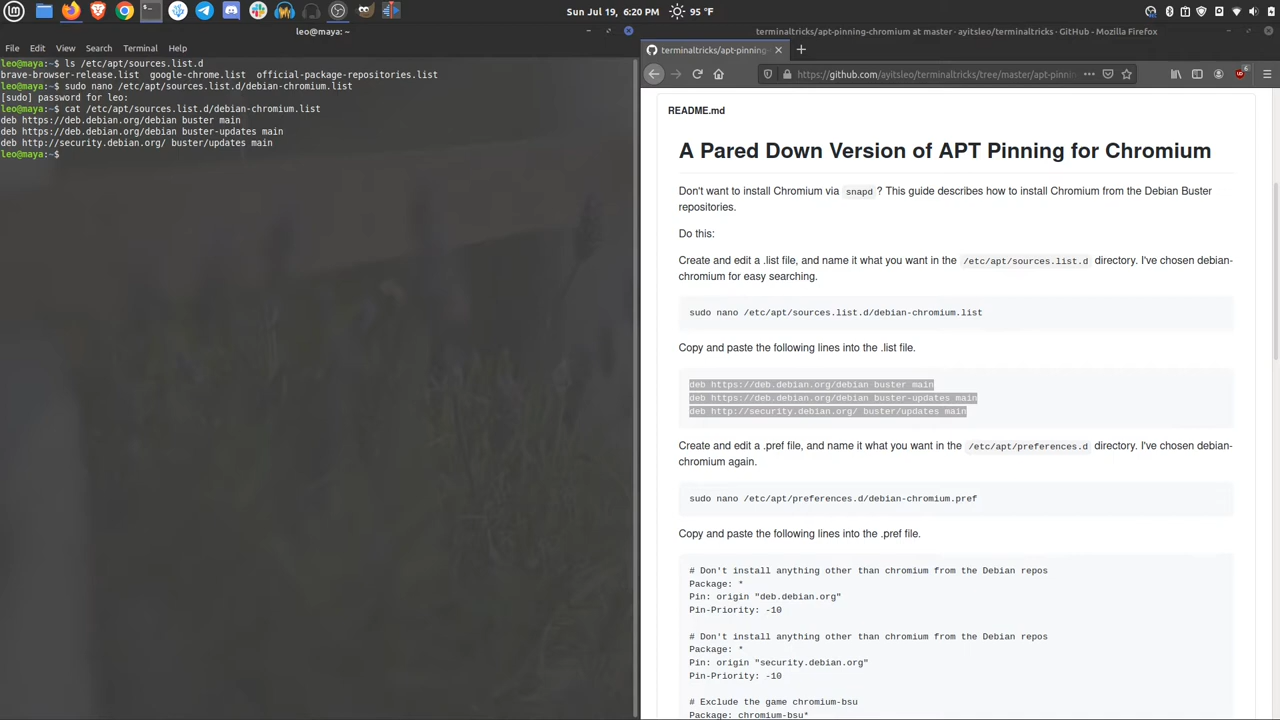 Sun Jul 19, 6:20 PM
95 °F
leo@maya: ~
File Edit View Search Terminal Help
leo@maya:~$ ls /etc/apt/sources.list.d
brave-browser-release.list google-chrome.list official-package-repositories.list
leo@maya:~$ sudo nano /etc/apt/sources.list.d/debian-chromium.list
[sudo] password for leo:
leo@maya:~$ cat /etc/apt/sources.list.d/debian-chromium.list
deb https://deb.debian.org/debian buster main
deb https://deb.debian.org/debian buster-updates main
deb http://security.debian.org/ buster/updates main
leo@maya:~$
terminaltricks/apt-pinning-chromium at master · ayitsleo/terminaltricks · GitHub - Mozilla Firefox
terminaltricks/apt-pinning-
https://github.com/ayitsleo/terminaltricks/tree/master/apt-pinnin
README.md
A Pared Down Version of APT Pinning for Chromium
Don't want to install Chromium via snapd ? This guide describes how to install Chromium from the Debian Buster
repositories.
Do this:
Create and edit a .list file, and name it what you want in the /etc/apt/sources.list.d directory. I've chosen debian-
chromium for easy searching.
sudo nano /etc/apt/sources.list.d/debian-chromium.list
Copy and paste the following lines into the .list file.
deb https://deb.debian.org/debian buster main
deb https://deb.debian.org/debian buster-updates main
deb http://security.debian.org/ buster/updates main
Create and edit a .pref file, and name it what you want in the /etc/apt/preferences.d directory. I've chosen debian-
chromium again.
sudo nano /etc/apt/preferences.d/debian-chromium.pref
Copy and paste the following lines into the .pref file.
# Don't install anything other than chromium from the Debian repos
Package: *
Pin: origin "deb.debian.org"
Pin-Priority: -10
# Don't install anything other than chromium from the Debian repos
Package: *
Pin: origin "security.debian.org"
Pin-Priority: -10
# Exclude the game chromium-bsu
Package: chromium-bsu*